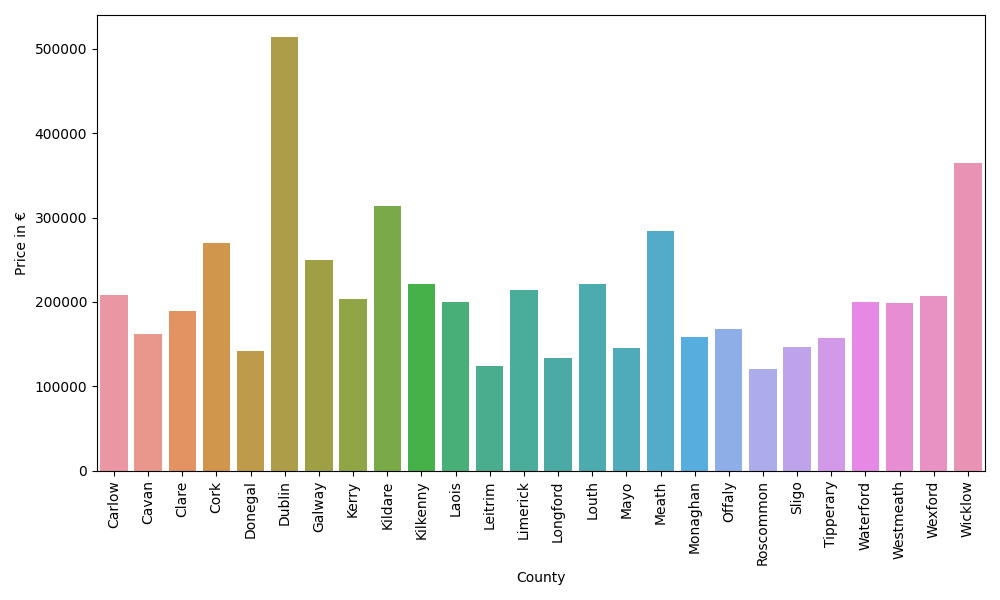 Price in €
500000
400000
300000
200000
100000
0
Carlow
Cavan
Clare
Cork
Donegal
Dublin
Galway
Kerry
Kildare
Kilkenny
Laois
Leitrim
Limerick
Longford
Louth
Mayo
Meath
Monaghan
Offaly
Roscommon
Sligo
Tipperary
Waterford
Westmeath
Wexford
Wicklow
County